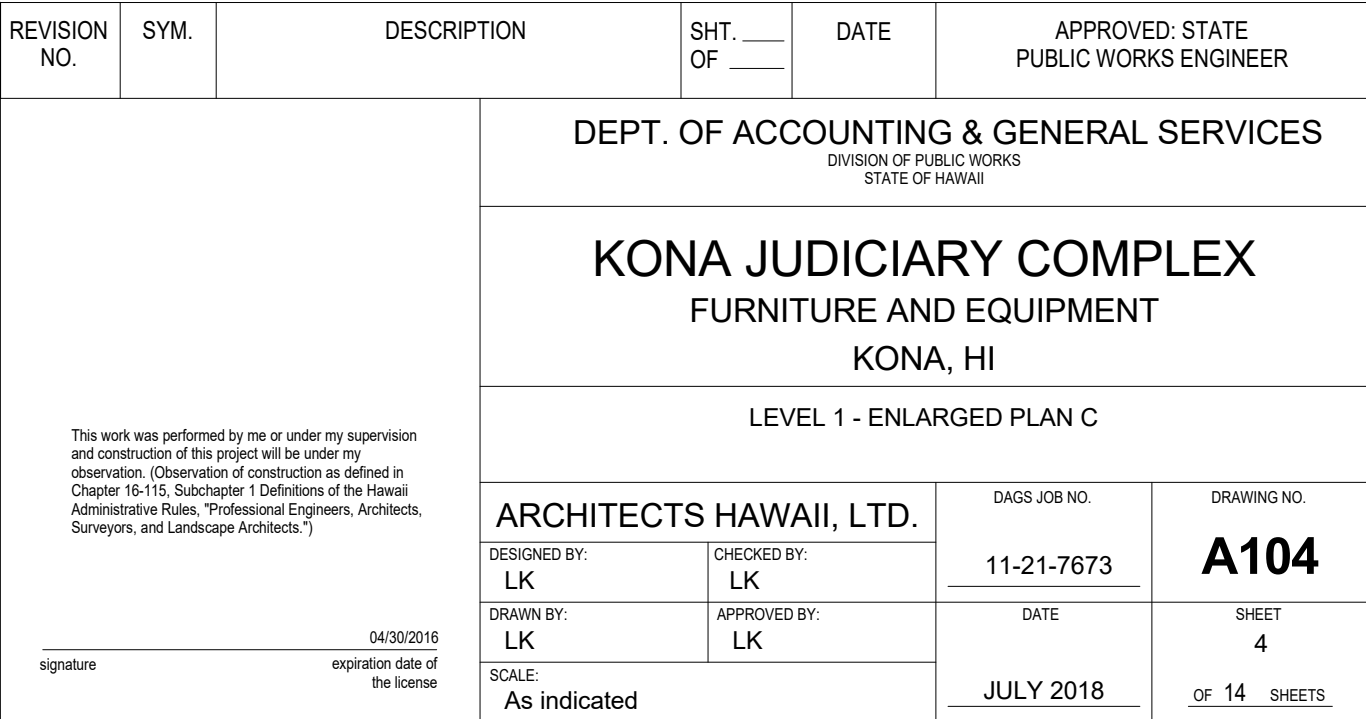 REVISION NO.
SYM.
DESCRIPTION
SHT. ____
OF _____
DATE
APPROVED: STATE
PUBLIC WORKS ENGINEER
DEPT. OF ACCOUNTING & GENERAL SERVICES
DIVISION OF PUBLIC WORKS
STATE OF HAWAII
KONA JUDICIARY COMPLEX
FURNITURE AND EQUIPMENT
KONA, HI
LEVEL 1 - ENLARGED PLAN C
This work was performed by me or under my supervision
and construction of this project will be under my
observation. (Observation of construction as defined in
Chapter 16-115, Subchapter 1 Definitions of the Hawaii
Administrative Rules, "Professional Engineers, Architects,
Surveyors, and Landscape Architects.")
04/30/2016
signature
expiration date of
the license
ARCHITECTS HAWAII, LTD.
DESIGNED BY:
LK
CHECKED BY:
LK
DRAWN BY:
LK
APPROVED BY:
LK
SCALE:
As indicated
DAGS JOB NO.
11-21-7673
DATE
JULY 2018
DRAWING NO.
A104
SHEET
4
OF 14 SHEETS